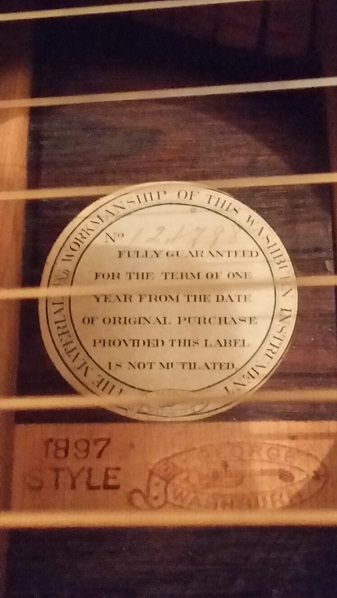 THE MATERIAL AND WORKMANSHIP OF THIS WASHBURN INSTRUMENT
No
FULLY GUARANTEED
FOR THE TERM OF ONE
YEAR FROM THE DATE
OF ORIGINAL PURCHASE
PROVIDED THIS LABEL
IS NOT MUTILATED
1897
STYLE
GEORGE
WASHBURN